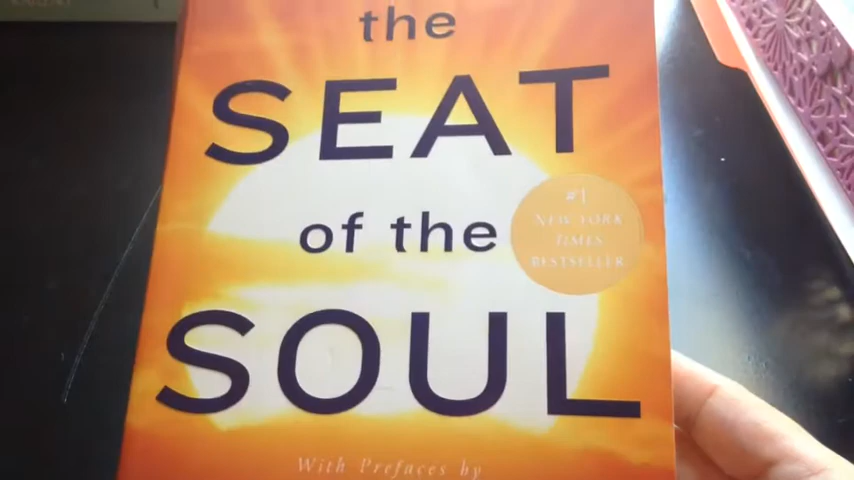 the
SEAT
of the
#1
NEW YORK
TIMES
BESTSELLER
SOUL
With Prefaces by